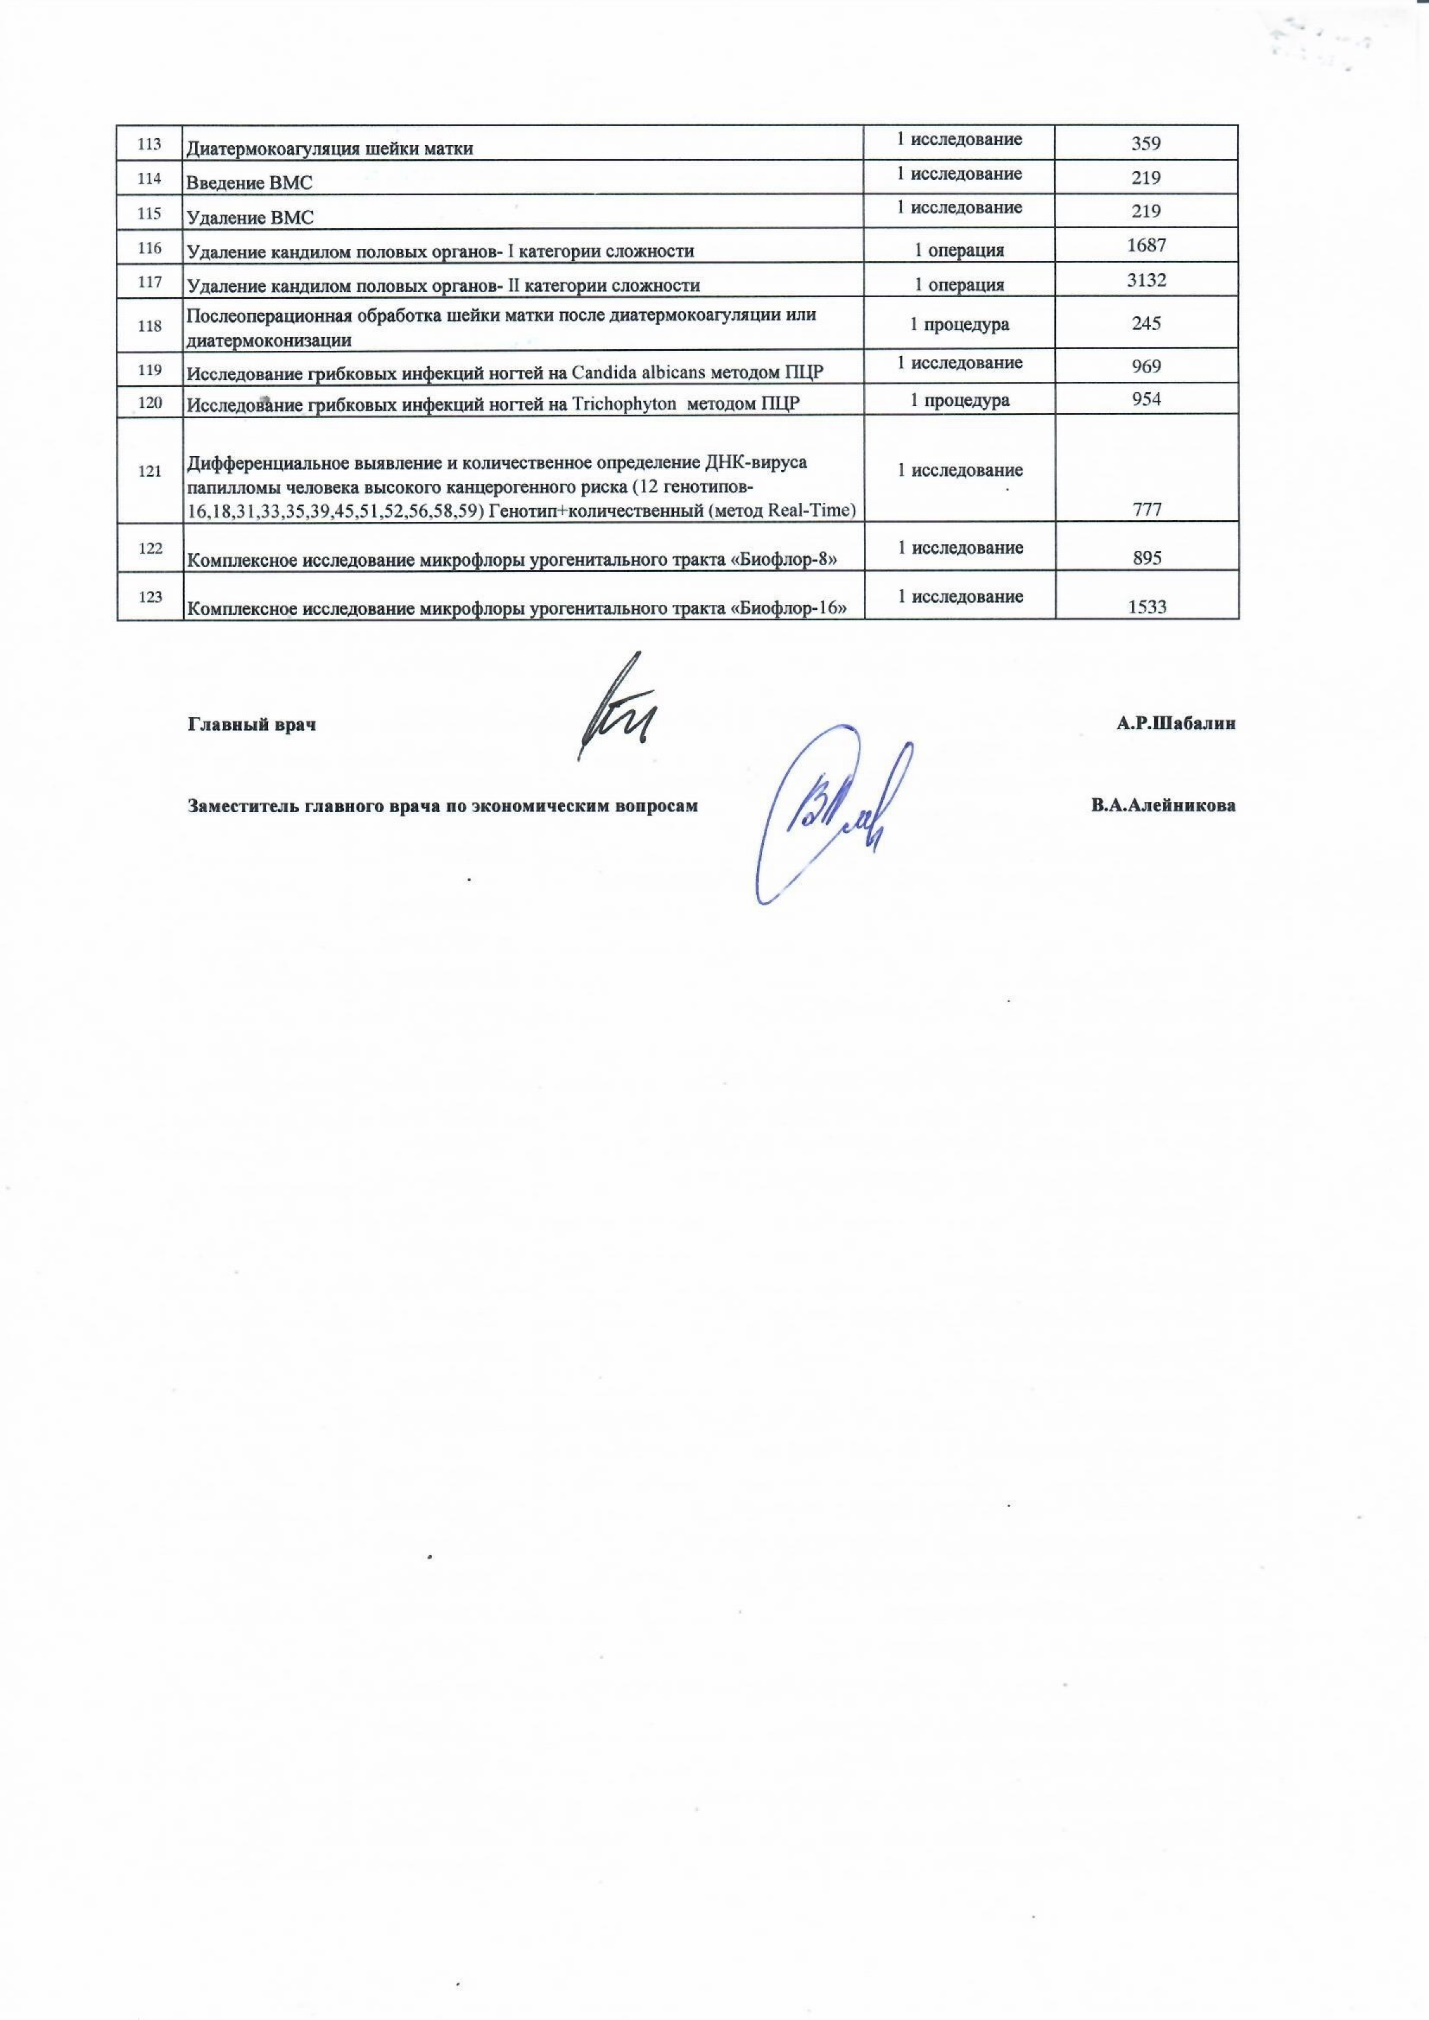 113 Диатермокоагуляция шейки матки 1 исследование 359
114 Введение ВМС 1 исследование 219
115 Удаление ВМС 1 исследование 219
116 Удаление кандилом половых органов- I категории сложности 1 операция 1687
117 Удаление кандилом половых органов- II категории сложности 1 операция 3132
118 Послеоперационная обработка шейки матки после диатермокоагуляции или
диатермоконизации 1 процедура 245
119 Исследование грибковых инфекций ногтей на Candida albicans методом ПЦР 1 исследование 969
120 Исследование грибковых инфекций ногтей на Trichophyton методом ПЦР 1 процедура 954
121 Дифференциальное выявление и количественное определение ДНК-вируса
папилломы человека высокого канцерогенного риска (12 генотипов-
16,18,31,33,35,39,45,51,52,56,58,59) Генотип+количественный (метод Real-Time) 1 исследование 777
122 Комплексное исследование микрофлоры урогенитального тракта «Биофлор-8» 1 исследование 895
123 Комплексное исследование микрофлоры урогенитального тракта «Биофлор-16» 1 исследование 1533
Главный врач А.Р.Шабалин
Заместитель главного врача по экономическим вопросам В.А.Алейникова